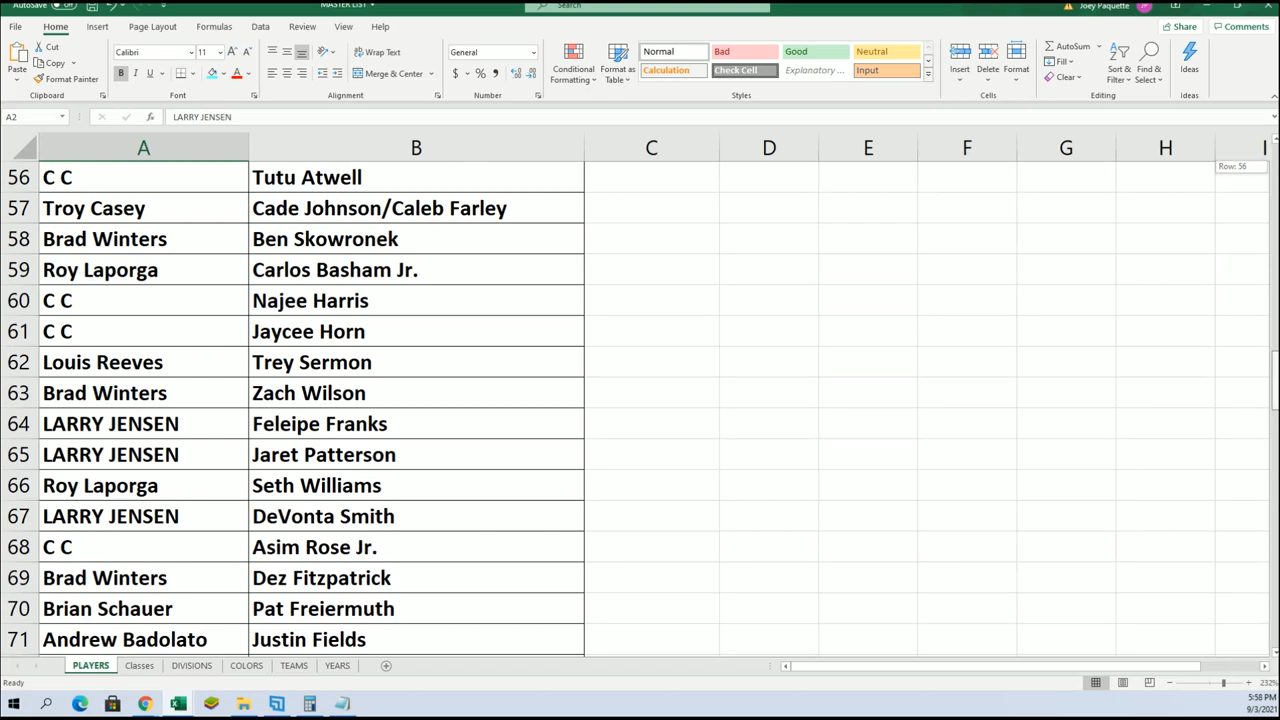 AutoSave Off MASTER LIST Search Joey Paquette JP
File Home Insert Page Layout Formulas Data Review View Help Share Comments
Paste Cut Copy Format Painter Clipboard
Calibri 11 B I U A Font
Wrap Text Merge & Center Alignment
General $ % Number
Conditional Formatting Format as Table
Normal Bad Good Neutral
Calculation Check Cell Explanatory ... Input
Styles
Insert Delete Format Cells
AutoSum Fill Clear Sort & Filter Find & Select Editing
Ideas Ideas
A2 fx LARRY JENSEN
A B C D E F G H I
Row: 56
56 C C Tutu Atwell
57 Troy Casey Cade Johnson/Caleb Farley
58 Brad Winters Ben Skowronek
59 Roy Laporga Carlos Basham Jr.
60 C C Najee Harris
61 C C Jaycee Horn
62 Louis Reeves Trey Sermon
63 Brad Winters Zach Wilson
64 LARRY JENSEN Feleipe Franks
65 LARRY JENSEN Jaret Patterson
66 Roy Laporga Seth Williams
67 LARRY JENSEN DeVonta Smith
68 C C Asim Rose Jr.
69 Brad Winters Dez Fitzpatrick
70 Brian Schauer Pat Freiermuth
71 Andrew Badolato Justin Fields
PLAYERS Classes DIVISIONS COLORS TEAMS YEARS
Ready 232%
5:58 PM
9/3/2021